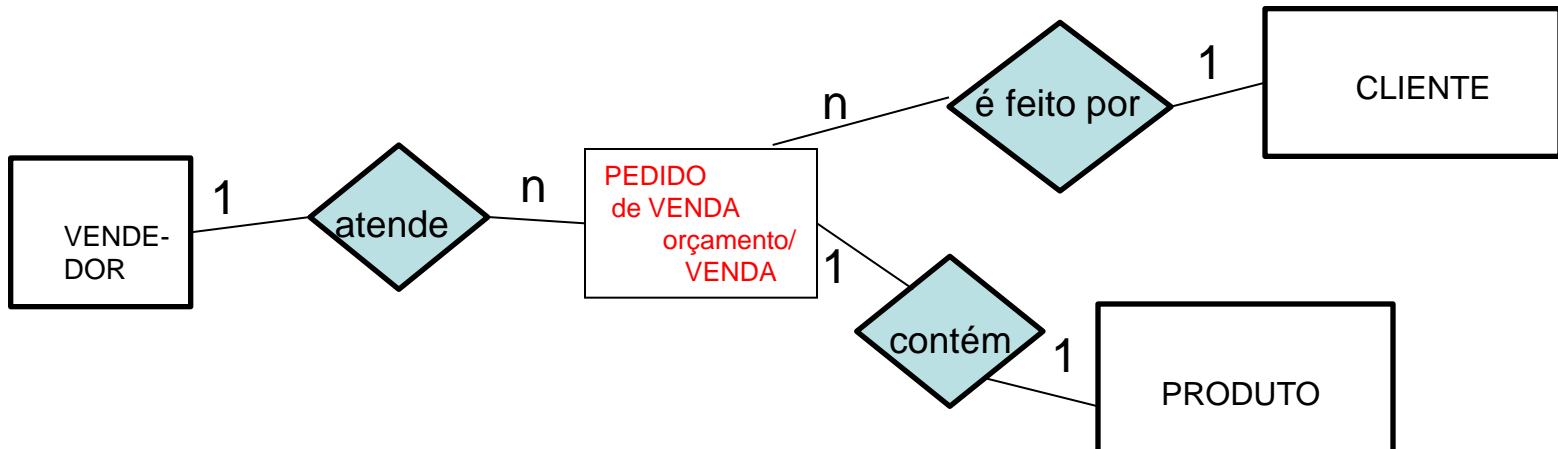 VENDE-
DOR
1
atende
n
PEDIDO
de VENDA
orçamento/
VENDA
n
é feito por
1
CLIENTE
1
contém
1
PRODUTO